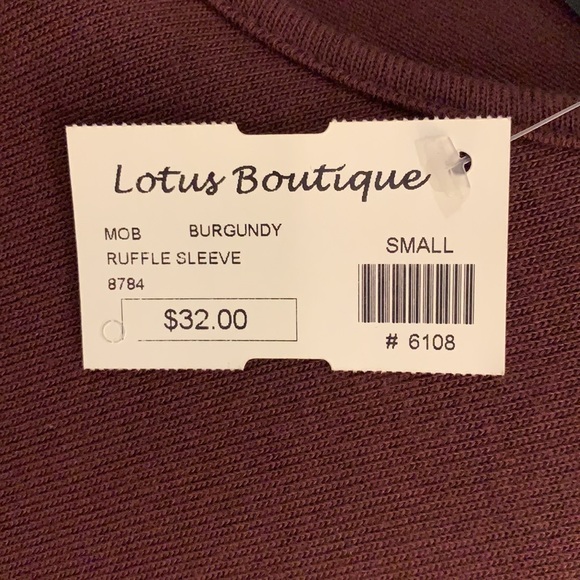 Lotus Boutique
MOB BURGUNDY
RUFFLE SLEEVE
8784
$32.00
SMALL
# 6108